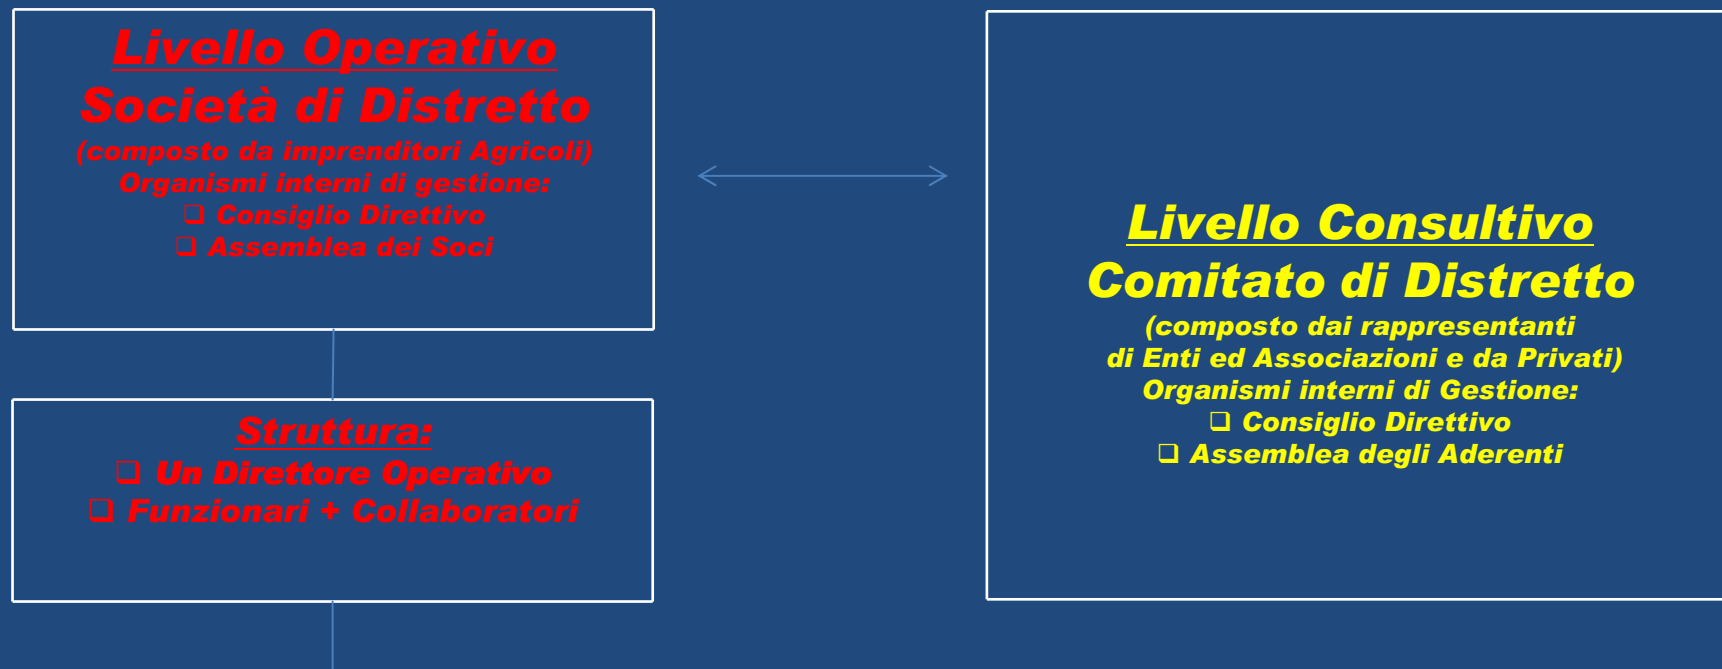 Livello Operativo
Società di Distretto
(composto da imprenditori Agricoli)
Organismi interni di gestione:
❑ Consiglio Direttivo
❑ Assemblea dei Soci
Struttura:
❑ Un Direttore Operativo
❑ Funzionari + Collaboratori
Livello Consultivo
Comitato di Distretto
(composto dai rappresentanti
di Enti ed Associazioni e da Privati)
Organismi interni di Gestione:
❑ Consiglio Direttivo
❑ Assemblea degli Aderenti